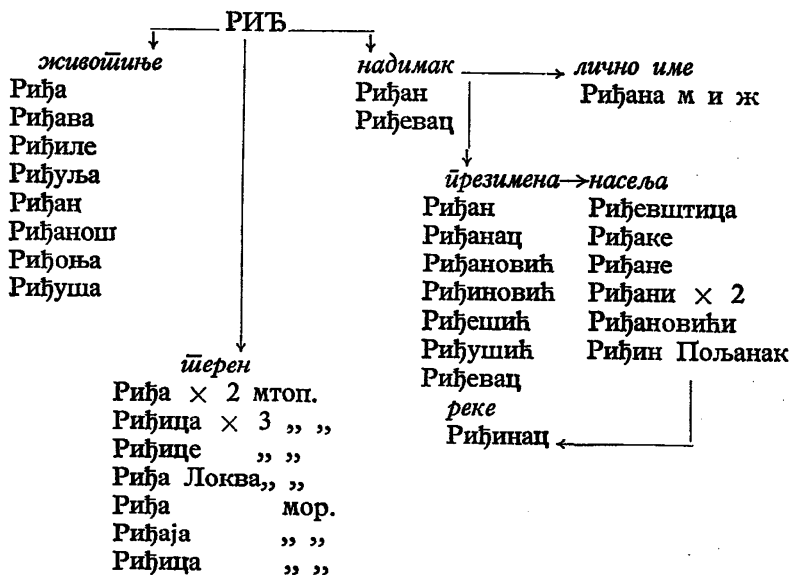 РИЂ
животиње
Риђа
Риђава
Риђиле
Риђуља
Риђан
Риђанош
Риђоња
Риђуша
надимак
Риђан
Риђевац
лично име
Риђана м и ж
презимена
Риђан
Риђанац
Риђановић
Риђиновић
Риђешић
Риђушић
Риђевац
насеља
Риђевштица
Риђаке
Риђане
Риђани × 2
Риђановићи
Риђин Пољанак
реке
Риђинац
терен
Риђа × 2 мтоп.
Риђица × 3 „ „
Риђице „ „
Риђа Локва„ „
Риђа мор.
Риђаја „ „
Риђица „ „